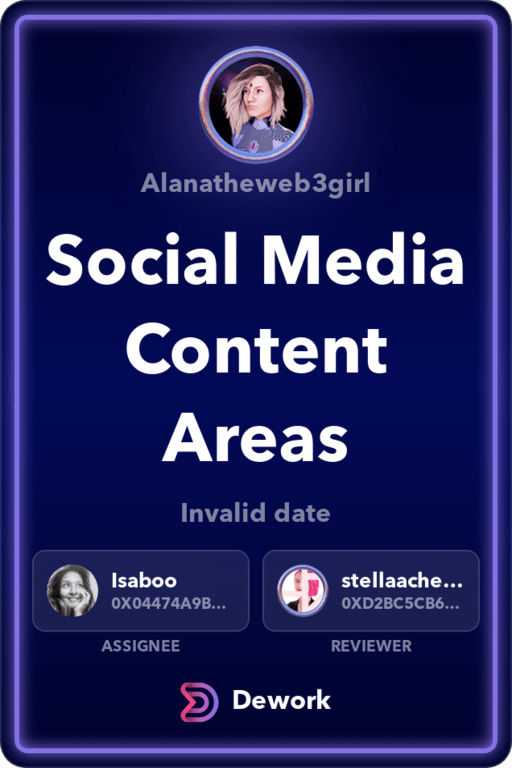 Alanatheweb3girl
Social Media
Content
Areas
Invalid date
Isaboo
0X04474A9B...
ASSIGNEE
stellaache...
0XD2BC5CB6...
REVIEWER
Dework